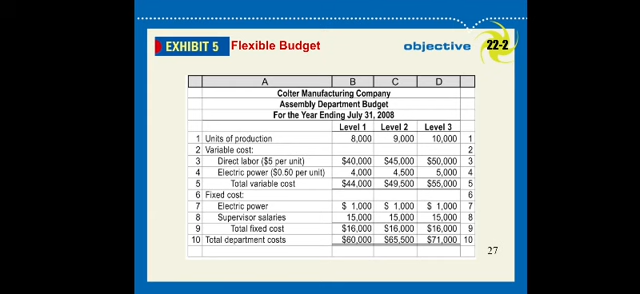 EXHIBIT 5 Flexible Budget objective 22-2
A B C D
Colter Manufacturing Company
Assembly Department Budget
For the Year Ending July 31, 2008
Level 1 Level 2 Level 3
1 Units of production 8,000 9,000 10,000 1
2 Variable cost: 2
3 Direct labor ($5 per unit) $40,000 $45,000 $50,000 3
4 Electric power ($0.50 per unit) 4,000 4,500 5,000 4
5 Total variable cost $44,000 $49,500 $55,000 5
6 Fixed cost: 6
7 Electric power $ 1,000 $ 1,000 $ 1,000 7
8 Supervisor salaries 15,000 15,000 15,000 8
9 Total fixed cost $16,000 $16,000 $16,000 9
10 Total department costs $60,000 $65,500 $71,000 10
27